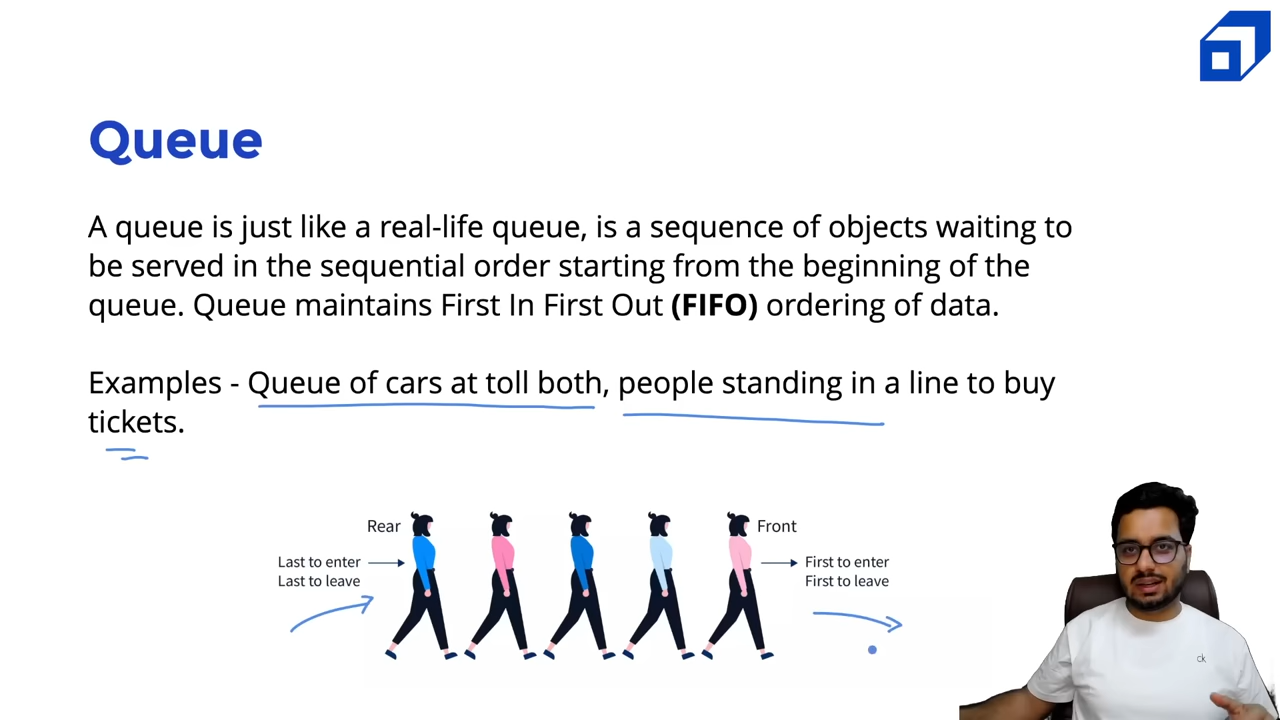 Queue
A queue is just like a real-life queue, is a sequence of objects waiting to
be served in the sequential order starting from the beginning of the
queue. Queue maintains First In First Out (FIFO) ordering of data.
Examples - Queue of cars at toll both, people standing in a line to buy
tickets.
Rear
Front
Last to enter
Last to leave
First to enter
First to leave
ck